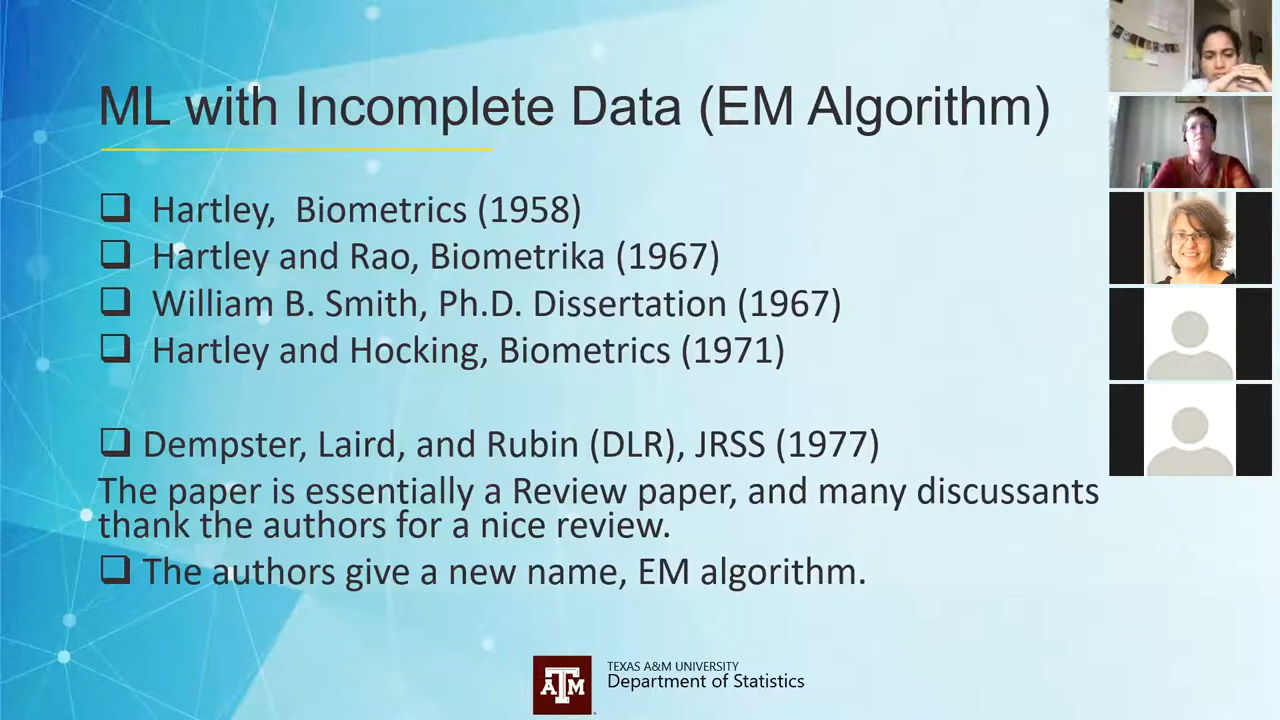 ML with Incomplete Data (EM Algorithm)
Hartley, Biometrics (1958)
Hartley and Rao, Biometrika (1967)
William B. Smith, Ph.D. Dissertation (1967)
Hartley and Hocking, Biometrics (1971)
Dempster, Laird, and Rubin (DLR), JRSS (1977)
The paper is essentially a Review paper, and many discussants
thank the authors for a nice review.
The authors give a new name, EM algorithm.
ATM
TEXAS A&M UNIVERSITY
Department of Statistics